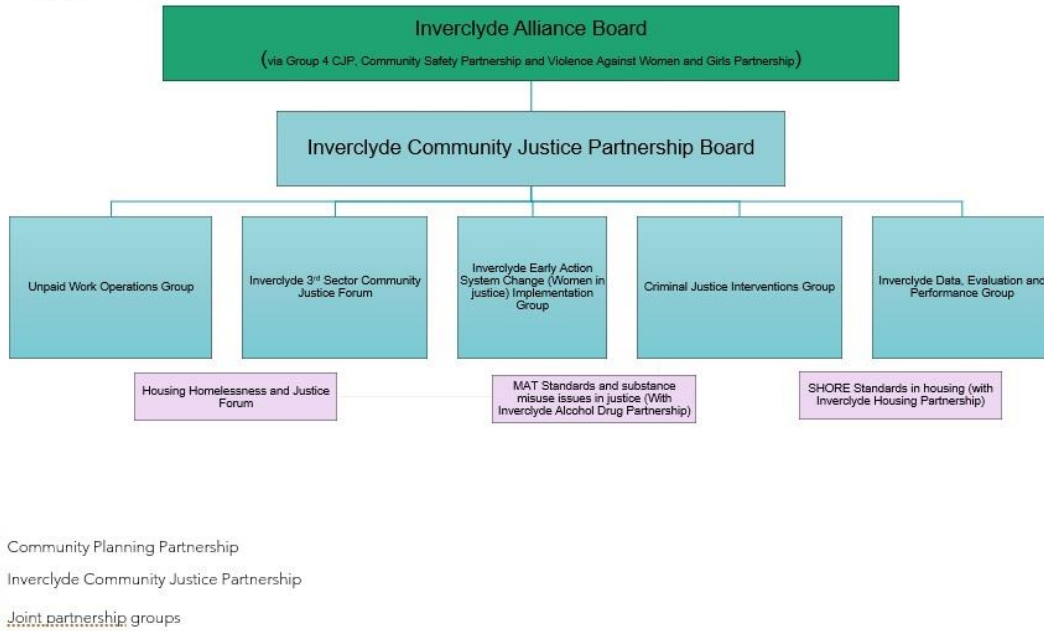 Inverclyde Alliance Board
(via Group 4 CJP, Community Safety Partnership and Violence Against Women and Girls Partnership)
Inverclyde Community Justice Partnership Board
Unpaid Work Operations Group
Inverclyde 3rd Sector Community
Justice Forum
Inverclyde Early Action
System Change (Women in
justice) Implementation
Group
Criminal Justice Interventions Group
Inverclyde Data, Evaluation and
Performance Group
Housing Homelessness and Justice
Forum
MAT Standards and substance
misuse issues in justice (With
Inverclyde Alcohol Drug Partnership)
SHORE Standards in housing (with
Inverclyde Housing Partnership)
Community Planning Partnership
Inverclyde Community Justice Partnership
Joint partnership groups